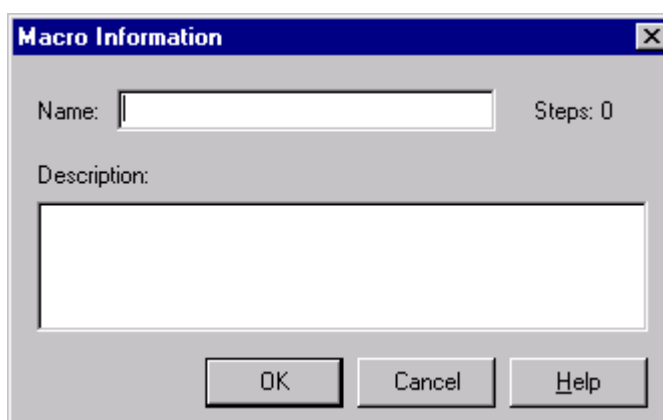 Macro Information
Name: Steps: 0
Description:
OK Cancel Help